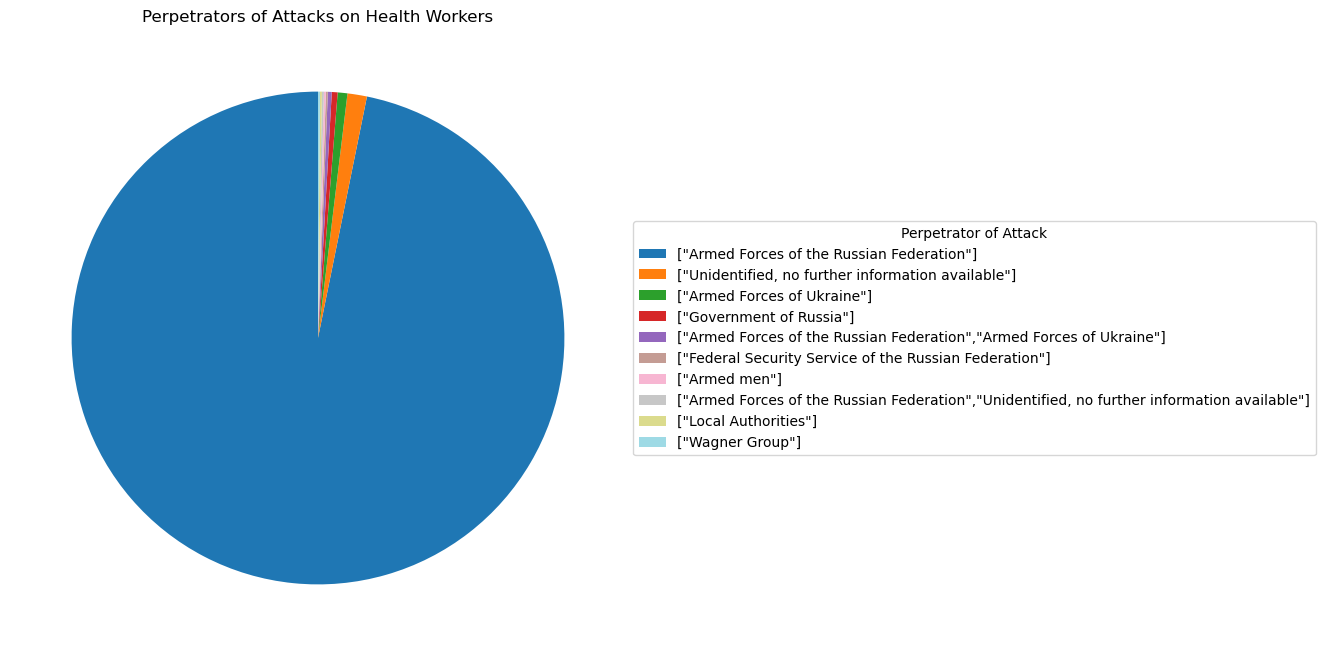 Perpetrators of Attacks on Health Workers
Perpetrator of Attack
["Armed Forces of the Russian Federation"]
["Unidentified, no further information available"]
["Armed Forces of Ukraine"]
["Government of Russia"]
["Armed Forces of the Russian Federation","Armed Forces of Ukraine"]
["Federal Security Service of the Russian Federation"]
["Armed men"]
["Armed Forces of the Russian Federation","Unidentified, no further information available"]
["Local Authorities"]
["Wagner Group"]